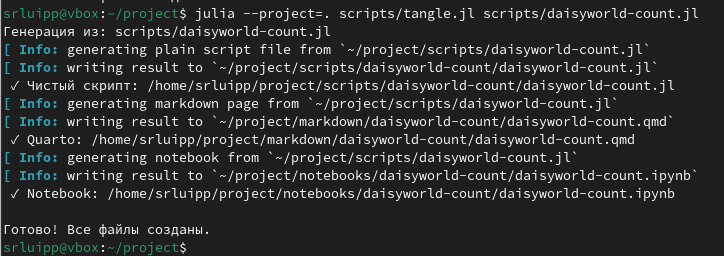 srluipp@vbox:~/project$ julia --project=. scripts/tangle.jl scripts/daisyworld-count.jl
Генерация из: scripts/daisyworld-count.jl
[ Info: generating plain script file from `~/project/scripts/daisyworld-count.jl`
[ Info: writing result to `~/project/scripts/daisyworld-count/daisyworld-count.jl`
✓ Чистый скрипт: /home/srluipp/project/scripts/daisyworld-count/daisyworld-count.jl
[ Info: generating markdown page from `~/project/scripts/daisyworld-count.jl`
[ Info: writing result to `~/project/markdown/daisyworld-count/daisyworld-count.qmd`
✓ Quarto: /home/srluipp/project/markdown/daisyworld-count/daisyworld-count.qmd
[ Info: generating notebook from `~/project/scripts/daisyworld-count.jl`
[ Info: writing result to `~/project/notebooks/daisyworld-count/daisyworld-count.ipynb`
✓ Notebook: /home/srluipp/project/notebooks/daisyworld-count/daisyworld-count.ipynb
Готово! Все файлы созданы.
srluipp@vbox:~/project$